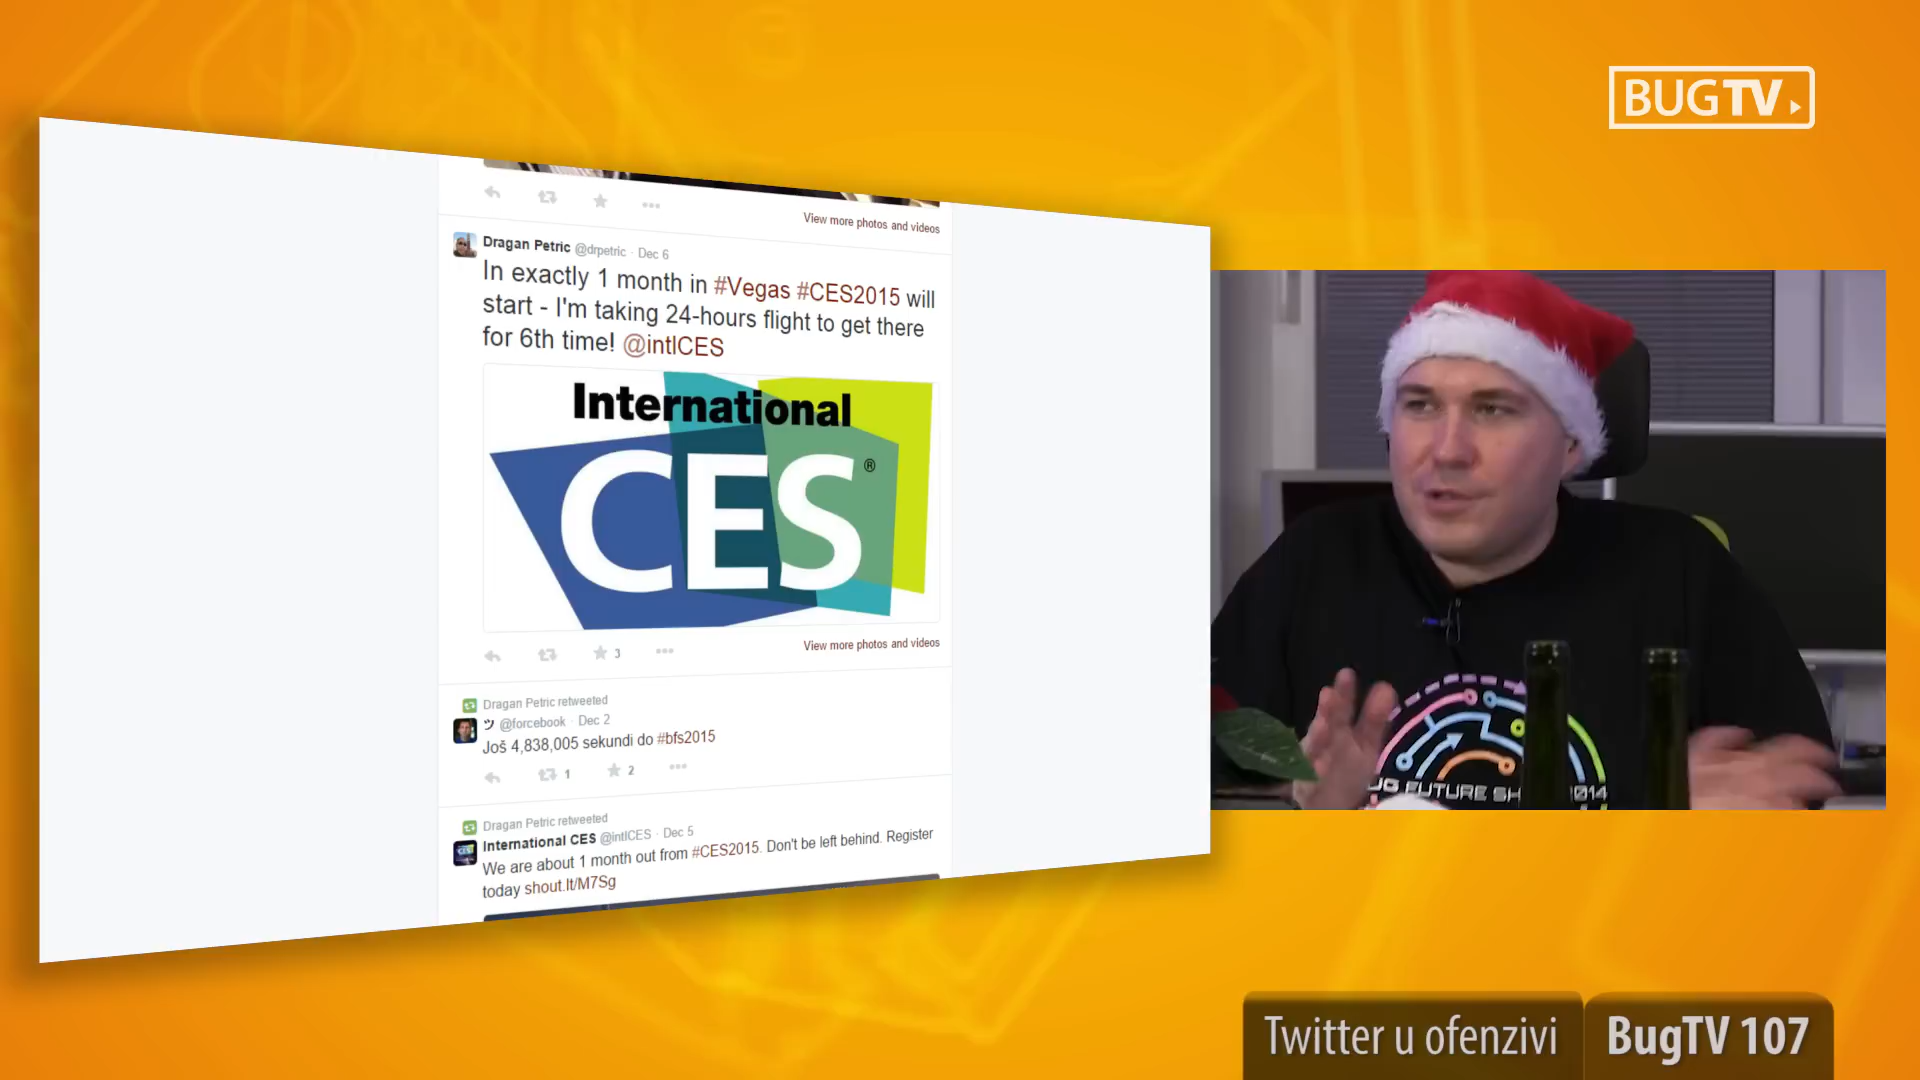 BUGTV
View more photos and videos
Dragan Petric @drpetric · Dec 6
In exactly 1 month in #Vegas #CES2015 will
start - I'm taking 24-hours flight to get there
for 6th time! @intlCES
International
CES®
3
View more photos and videos
Dragan Petric retweeted
ツ @forcebook · Dec 2
Još 4,838,005 sekundi do #bfs2015
1 2
Dragan Petric retweeted
International CES @intlCES · Dec 5
We are about 1 month out from #CES2015. Don't be left behind. Register
today shout.lt/M7Sg
FUTURE
2014
Twitter u ofenzivi
BugTV 107